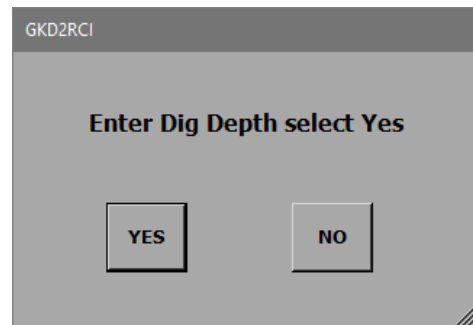 GKD2RCI
Enter Dig Depth select Yes
YES
NO